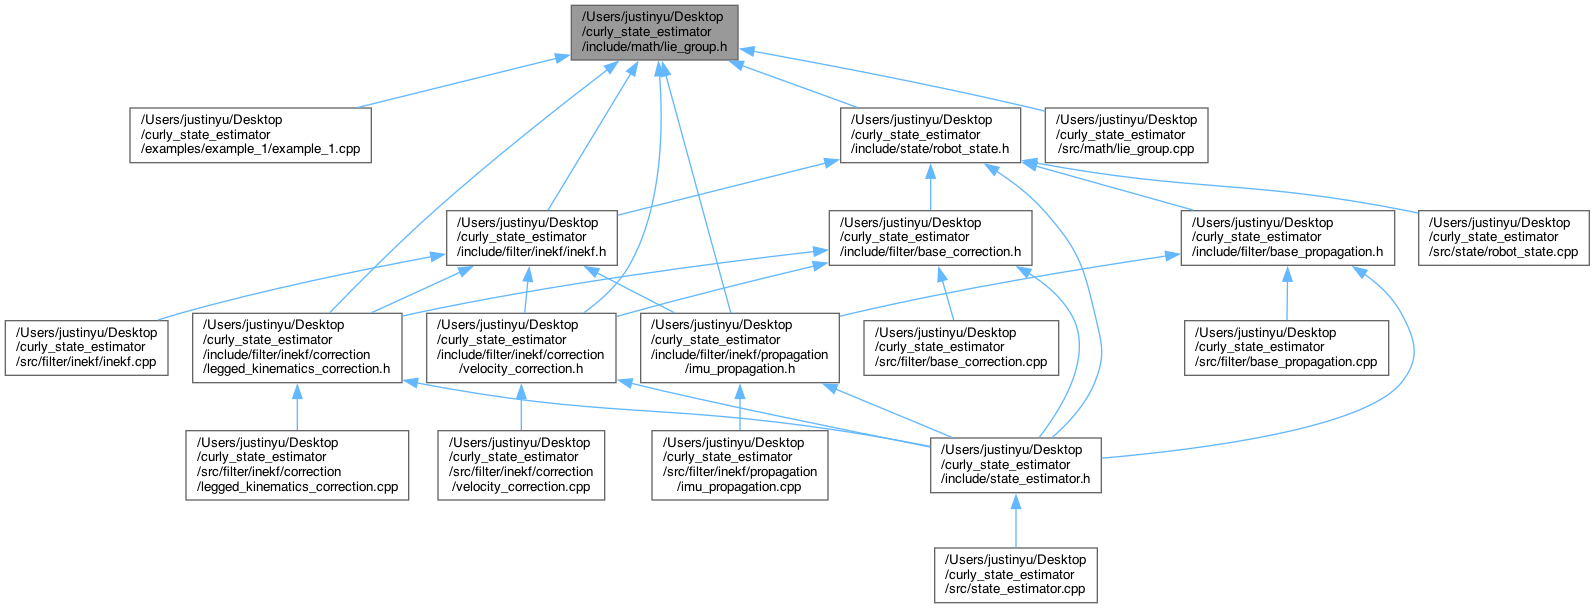 /Users/justinyu/Desktop
/curly_state_estimator
/include/math/lie_group.h
/Users/justinyu/Desktop
/curly_state_estimator
/examples/example_1/example_1.cpp
/Users/justinyu/Desktop
/curly_state_estimator
/include/state/robot_state.h
/Users/justinyu/Desktop
/curly_state_estimator
/src/math/lie_group.cpp
/Users/justinyu/Desktop
/curly_state_estimator
/include/filter/inekf/inekf.h
/Users/justinyu/Desktop
/curly_state_estimator
/include/filter/base_correction.h
/Users/justinyu/Desktop
/curly_state_estimator
/include/filter/base_propagation.h
/Users/justinyu/Desktop
/curly_state_estimator
/src/state/robot_state.cpp
/Users/justinyu/Desktop
/curly_state_estimator
/src/filter/inekf/inekf.cpp
/Users/justinyu/Desktop
/curly_state_estimator
/include/filter/inekf/correction
/legged_kinematics_correction.h
/Users/justinyu/Desktop
/curly_state_estimator
/include/filter/inekf/correction
/velocity_correction.h
/Users/justinyu/Desktop
/curly_state_estimator
/include/filter/inekf/propagation
/imu_propagation.h
/Users/justinyu/Desktop
/curly_state_estimator
/src/filter/base_correction.cpp
/Users/justinyu/Desktop
/curly_state_estimator
/src/filter/base_propagation.cpp
/Users/justinyu/Desktop
/curly_state_estimator
/src/filter/inekf/correction
/legged_kinematics_correction.cpp
/Users/justinyu/Desktop
/curly_state_estimator
/src/filter/inekf/correction
/velocity_correction.cpp
/Users/justinyu/Desktop
/curly_state_estimator
/src/filter/inekf/propagation
/imu_propagation.cpp
/Users/justinyu/Desktop
/curly_state_estimator
/include/state_estimator.h
/Users/justinyu/Desktop
/curly_state_estimator
/src/state_estimator.cpp